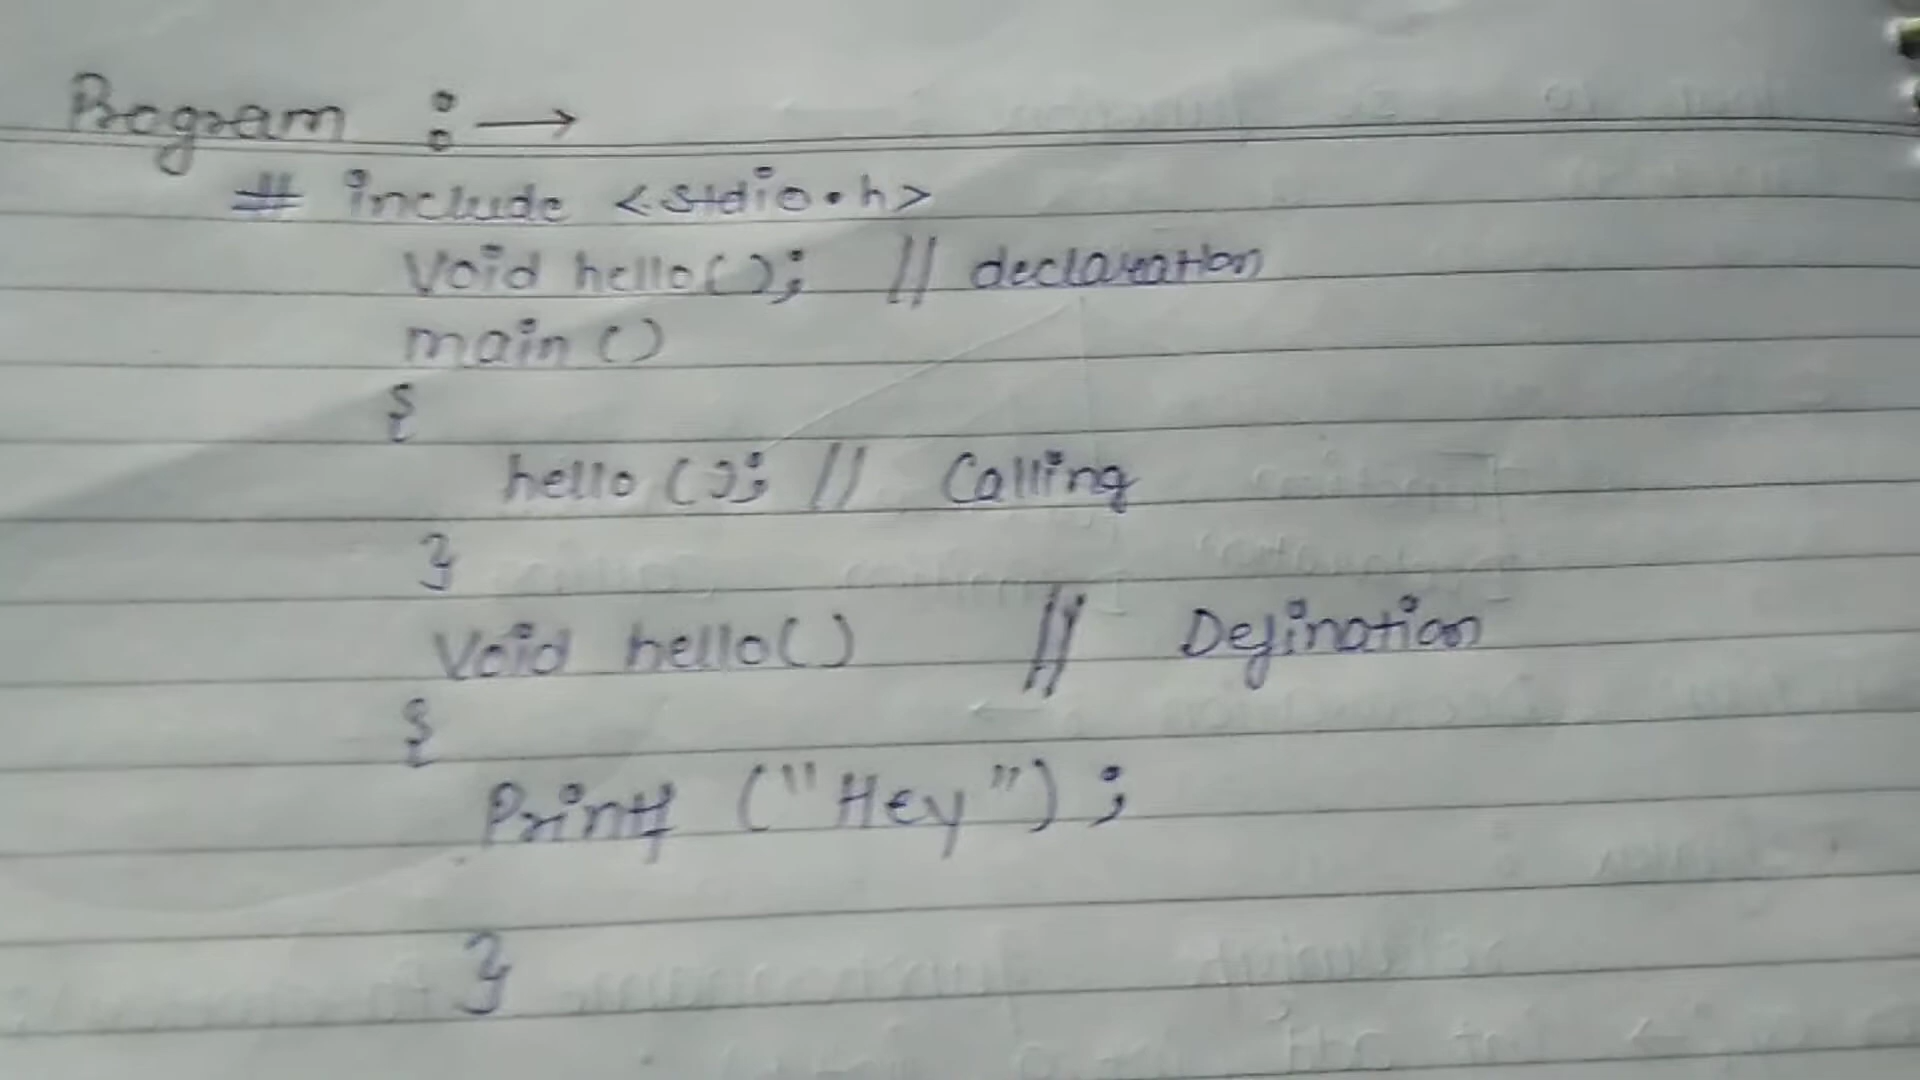 Program :→
# include <stdio.h>
Void hello(); // declaration
main ()
{
hello (); // Calling
}
Void hello() // Defination
{
Printf ("Hey");
}